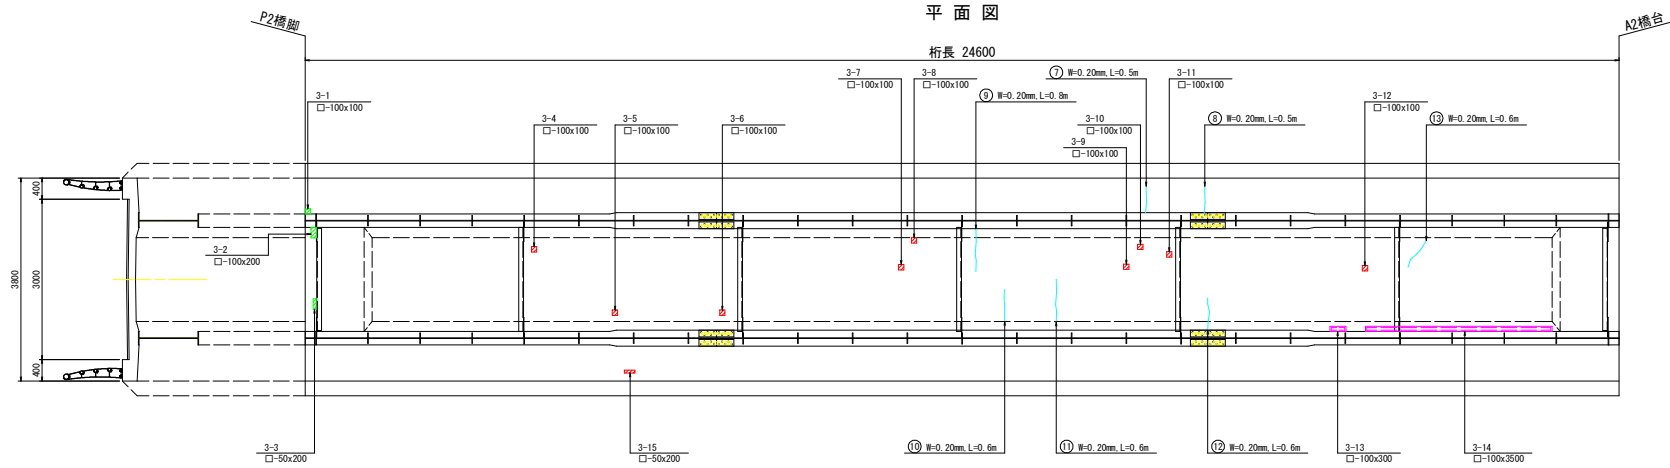 平 面 図
P2橋脚
A2橋台
桁長 24600
3-1
□-100x100
3-4
□-100x100
3-5
□-100x100
3-6
□-100x100
3-7
□-100x100
3-8
□-100x100
⑨ W=0.20mm, L=0.8m
⑦ W=0.20mm, L=0.5m
3-10
□-100x100
3-9
□-100x100
3-11
□-100x100
⑧ W=0.20mm, L=0.5m
3-12
□-100x100
⑬ W=0.20mm, L=0.6m
400
3000
400
3800
3-2
□-100x200
3-3
□-50x200
3-15
□-50x200
⑩ W=0.20mm, L=0.6m
⑪ W=0.20mm, L=0.6m
⑫ W=0.20mm, L=0.6m
3-13
□-100x300
3-14
□-100x3500